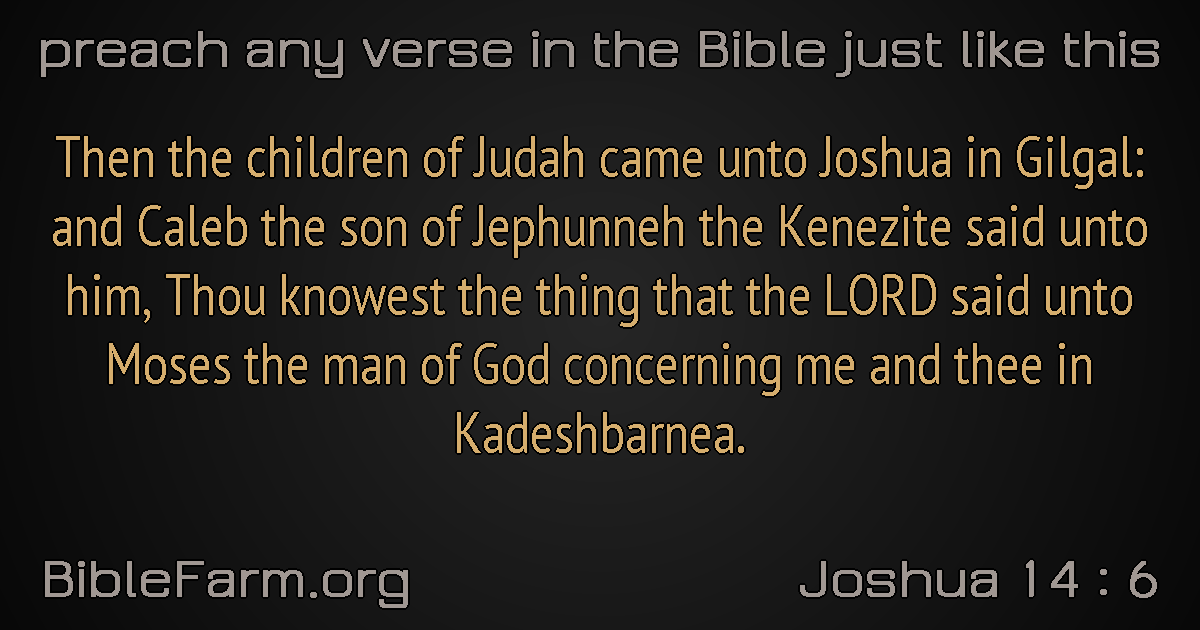 preach any verse in the Bible just like this
Then the children of Judah came unto Joshua in Gilgal:
and Caleb the son of Jephunneh the Kenezite said unto
him, Thou knowest the thing that the LORD said unto
Moses the man of God concerning me and thee in
Kadeshbarnea.
BibleFarm.org
Joshua 14 : 6